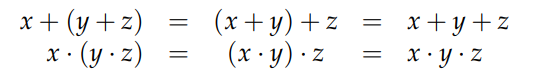 x + (y + z) = (x + y) + z = x + y + z
x · (y · z) = (x · y) · z = x · y · z